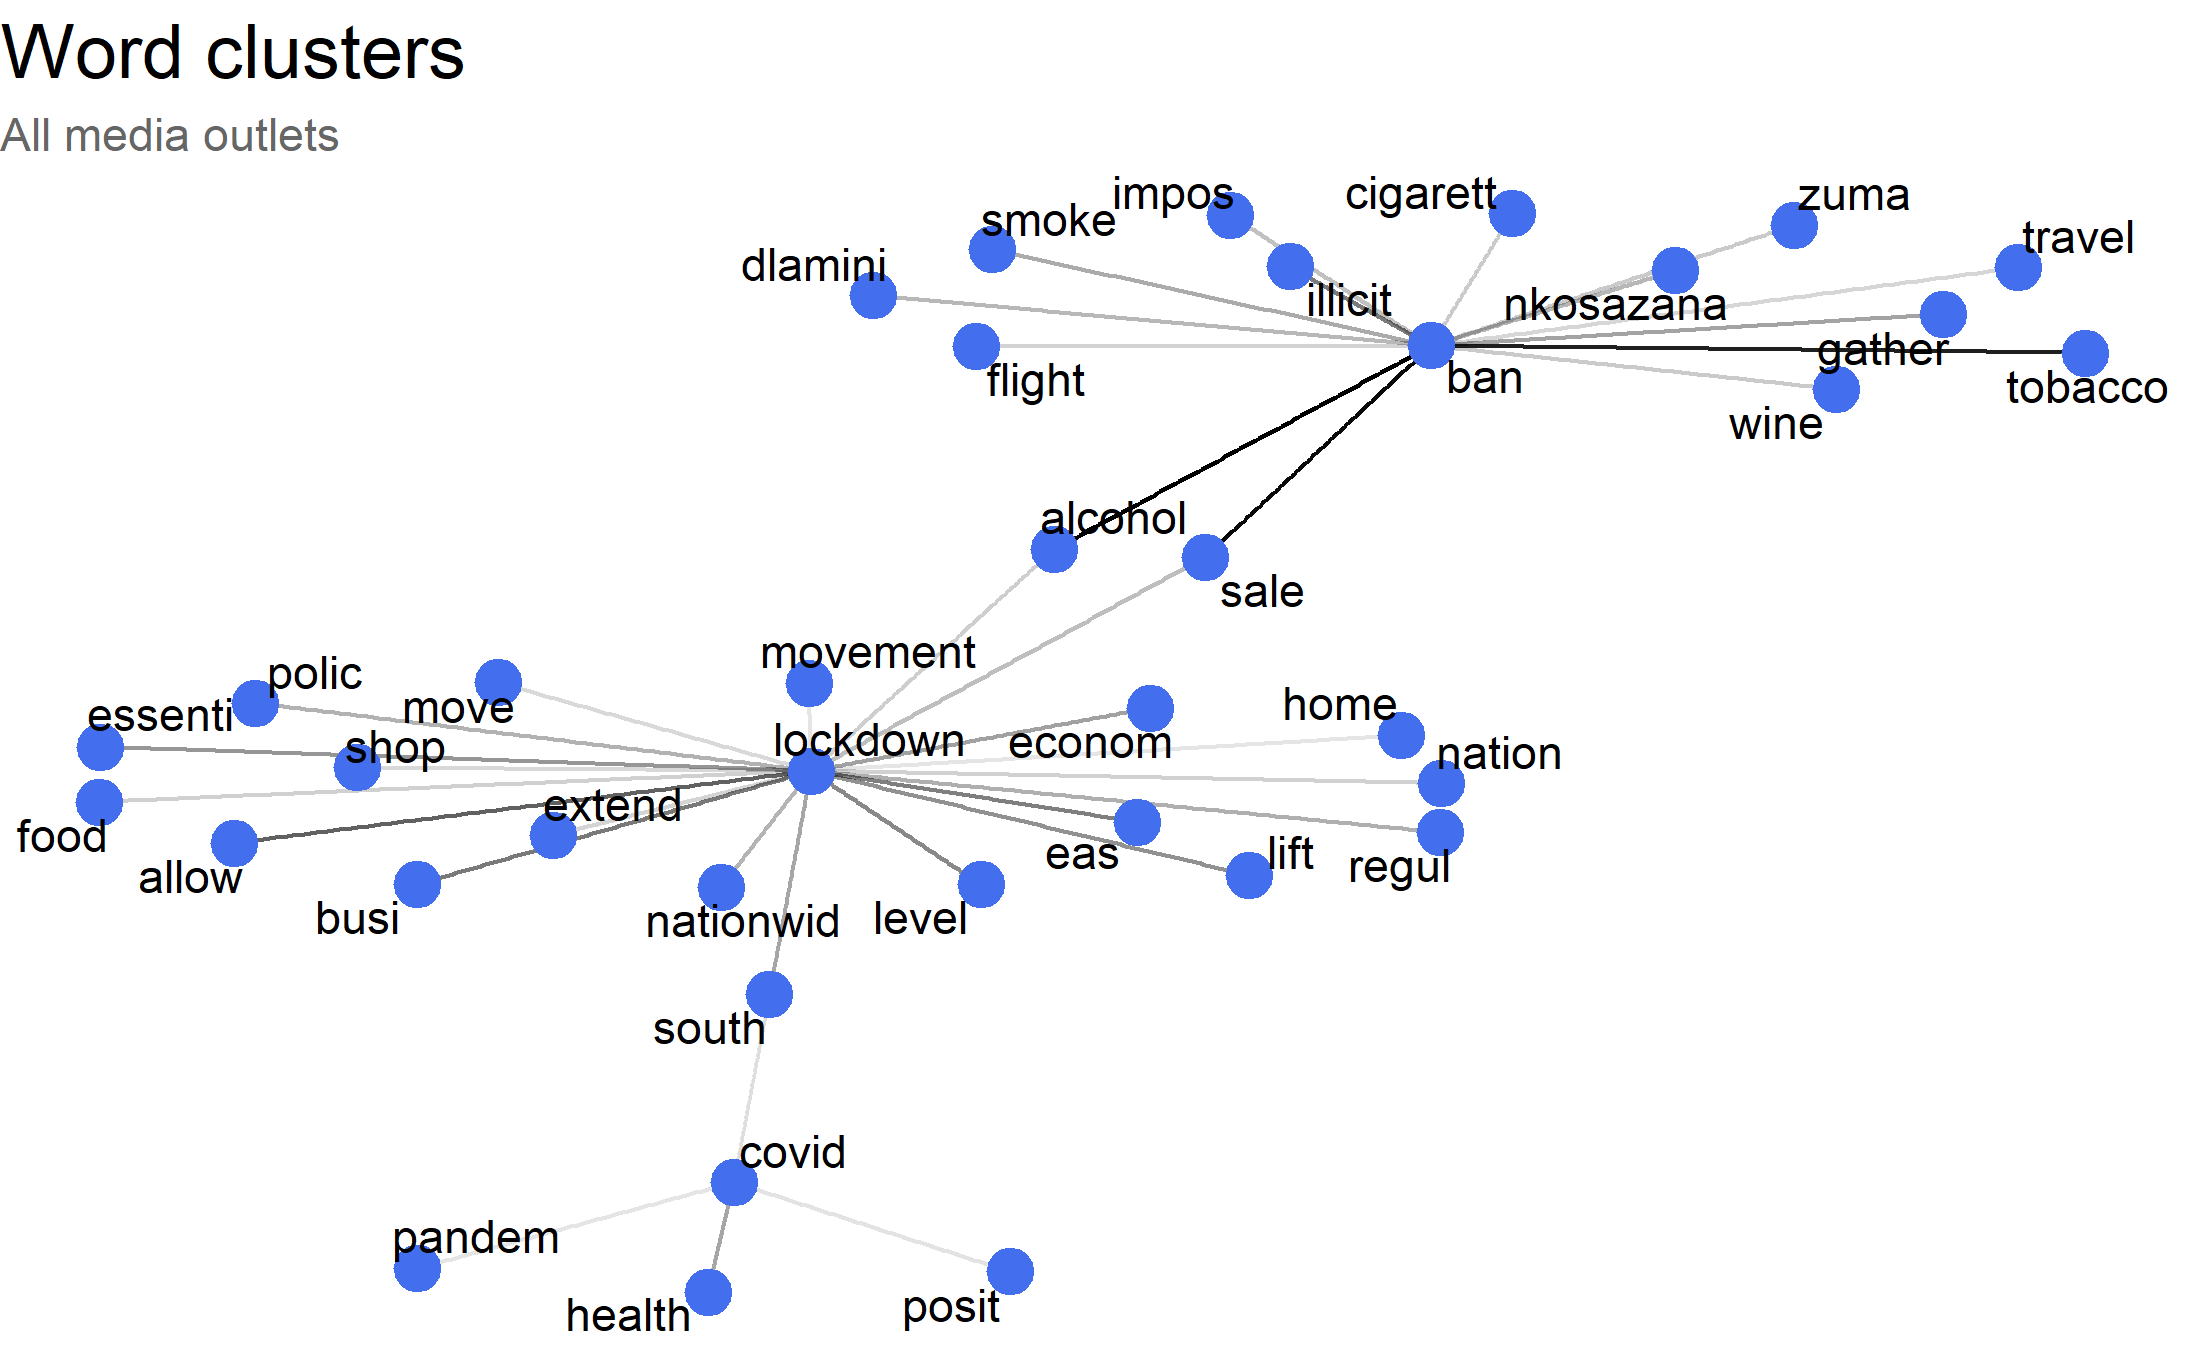 Word clusters
All media outlets
impos
cigarett
zuma
smoke
travel
dlamini
illicit
nkosazana
gather
flight
ban
tobacco
wine
alcohol
sale
movement
polic
move
essenti
home
shop
lockdown
econom
nation
extend
food
allow
eas
lift
regul
busi
nationwid
level
south
covid
pandem
health
posit